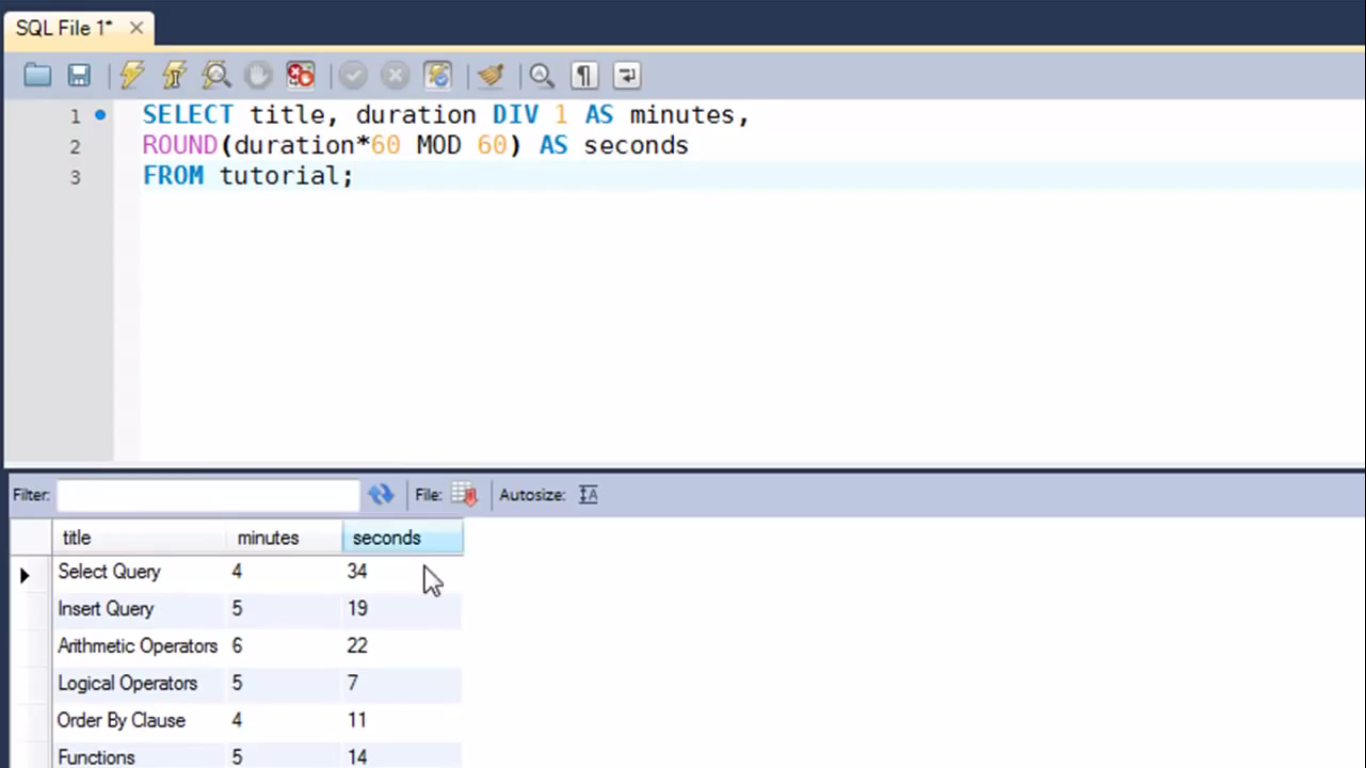 SQL File 1*
1 SELECT title, duration DIV 1 AS minutes,
2 ROUND(duration*60 MOD 60) AS seconds
3 FROM tutorial;
Filter: File: Autosize:
title minutes seconds
Select Query 4 34
Insert Query 5 19
Arithmetic Operators 6 22
Logical Operators 5 7
Order By Clause 4 11
Functions 5 14